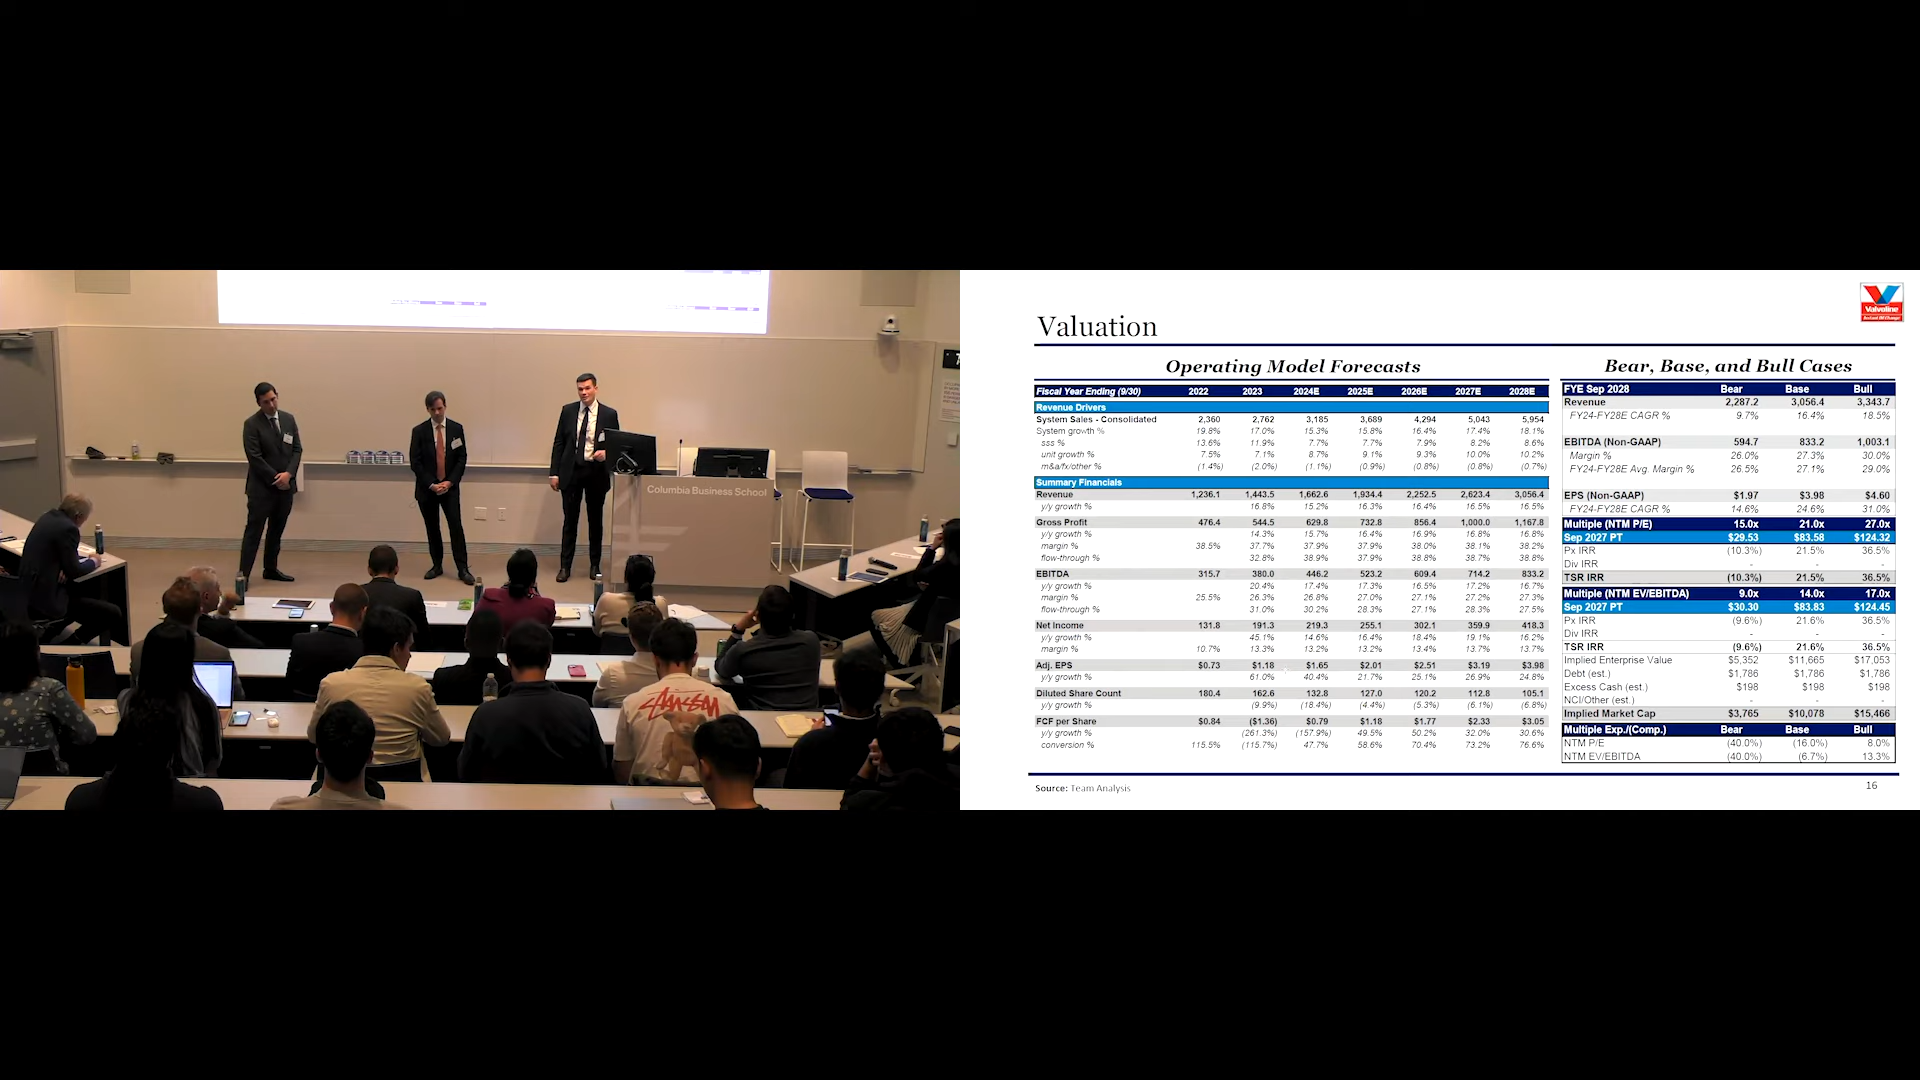 Columbia Business School
Valvoline
Instant Oil Change
Valuation
Operating Model Forecasts
Fiscal Year Ending (9/30) 2022 2023 2024E 2025E 2026E 2027E 2028E
Revenue Drivers
System Sales - Consolidated 2,360 2,762 3,185 3,689 4,294 5,043 5,954
System growth % 19.8% 17.0% 15.3% 15.8% 16.4% 17.4% 18.1%
sss % 13.6% 11.9% 7.7% 7.7% 7.9% 8.2% 8.6%
unit growth % 7.5% 7.1% 8.7% 9.1% 9.3% 10.0% 10.2%
m&a/fx/other % (1.4%) (2.0%) (1.1%) (0.9%) (0.8%) (0.8%) (0.7%)
Summary Financials
Revenue 1,236.1 1,443.5 1,662.6 1,934.4 2,252.5 2,623.4 3,056.4
y/y growth % 16.8% 15.2% 16.3% 16.4% 16.5% 16.5%
Gross Profit 476.4 544.5 629.8 732.8 856.4 1,000.0 1,167.8
y/y growth % 14.3% 15.7% 16.4% 16.9% 16.8% 16.8%
margin % 38.5% 37.7% 37.9% 37.9% 38.0% 38.1% 38.2%
flow-through % 32.8% 38.9% 37.9% 38.8% 38.7% 38.8%
EBITDA 315.7 380.0 446.2 523.2 609.4 714.2 833.2
y/y growth % 20.4% 17.4% 17.3% 16.5% 17.2% 16.7%
margin % 25.5% 26.3% 26.8% 27.0% 27.1% 27.2% 27.3%
flow-through % 31.0% 30.2% 28.3% 27.1% 28.3% 27.5%
Net Income 131.8 191.3 219.3 255.1 302.1 359.9 418.3
y/y growth % 45.1% 14.6% 16.4% 18.4% 19.1% 16.2%
margin % 10.7% 13.3% 13.2% 13.2% 13.4% 13.7% 13.7%
Adj. EPS $0.73 $1.18 $1.65 $2.01 $2.51 $3.19 $3.98
y/y growth % 61.0% 40.4% 21.7% 25.1% 26.9% 24.8%
Diluted Share Count 180.4 162.6 132.8 127.0 120.2 112.8 105.1
y/y growth % (9.9%) (18.4%) (4.4%) (5.3%) (6.1%) (6.8%)
FCF per Share $0.84 ($1.36) $0.79 $1.18 $1.77 $2.33 $3.05
y/y growth % (261.3%) (157.9%) 49.5% 50.2% 32.0% 30.6%
conversion % 115.5% (115.7%) 47.7% 58.6% 70.4% 73.2% 76.6%
Bear, Base, and Bull Cases
FYE Sep 2028 Bear Base Bull
Revenue 2,287.2 3,056.4 3,343.7
FY24-FY28E CAGR % 9.7% 16.4% 18.5%
EBITDA (Non-GAAP) 594.7 833.2 1,003.1
Margin % 26.0% 27.3% 30.0%
FY24-FY28E Avg. Margin % 26.5% 27.1% 29.0%
EPS (Non-GAAP) $1.97 $3.98 $4.60
FY24-FY28E CAGR % 14.6% 24.6% 31.0%
Multiple (NTM P/E) 15.0x 21.0x 27.0x
Sep 2027 PT $29.53 $83.58 $124.32
Px IRR (10.3%) 21.5% 36.5%
Div IRR - - -
TSR IRR (10.3%) 21.5% 36.5%
Multiple (NTM EV/EBITDA) 9.0x 14.0x 17.0x
Sep 2027 PT $30.30 $83.83 $124.45
Px IRR (9.6%) 21.6% 36.5%
Div IRR - - -
TSR IRR (9.6%) 21.6% 36.5%
Implied Enterprise Value $5,352 $11,665 $17,053
Debt (est.) $1,786 $1,786 $1,786
Excess Cash (est.) $198 $198 $198
NCI/Other (est.) - - -
Implied Market Cap $3,765 $10,078 $15,466
Multiple Exp./(Comp.) Bear Base Bull
NTM P/E (40.0%) (16.0%) 8.0%
NTM EV/EBITDA (40.0%) (6.7%) 13.3%
Source: Team Analysis
16